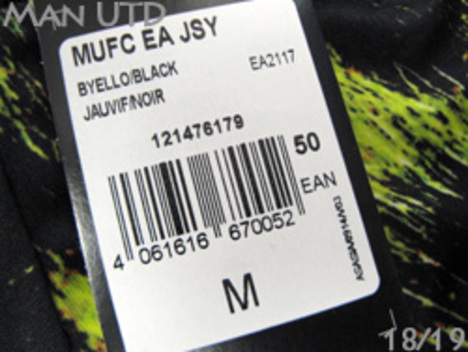 MAN UTD
MUFC EA JSY
BYELLO/BLACK
EA2117
JAUVIF/NOIR
121476179
50
EAN
4 061616 670052
M
18/19